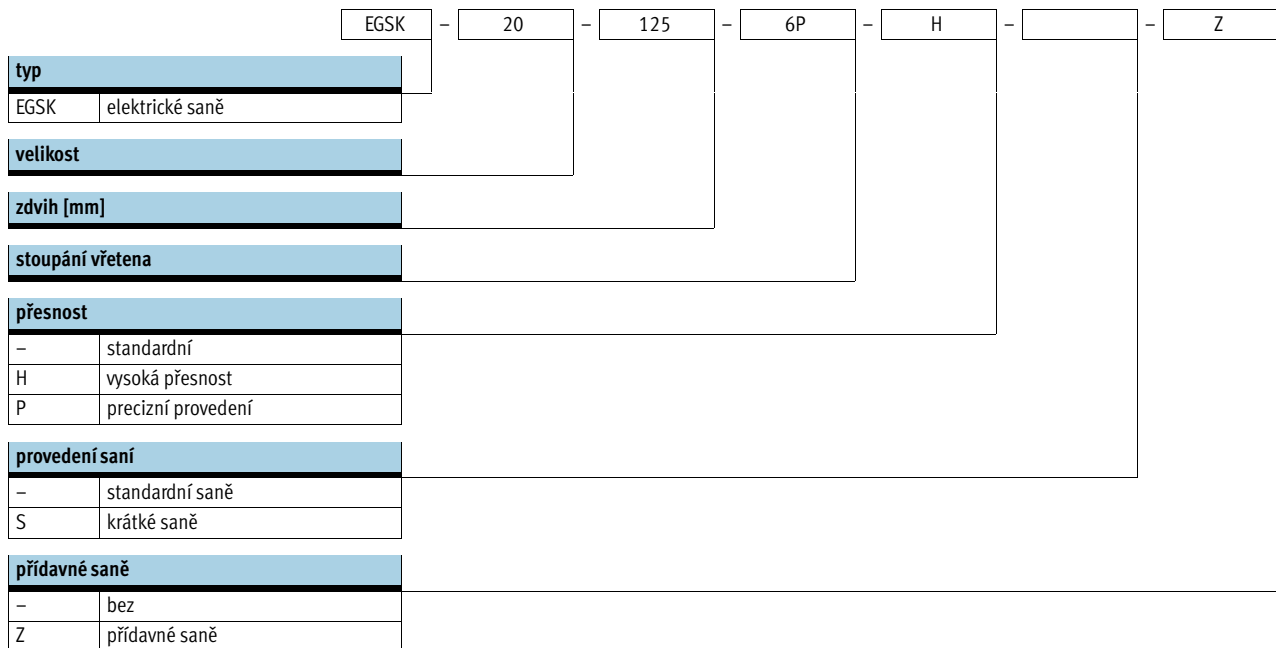 EGSK – 20 – 125 – 6P – H – – Z
typ
EGSK elektrické saně
velikost
zdvih [mm]
stoupání vřetena
přesnost
– standardní
H vysoká přesnost
P precizní provedení
provedení saní
– standardní saně
S krátké saně
přídavné saně
– bez
Z přídavné saně